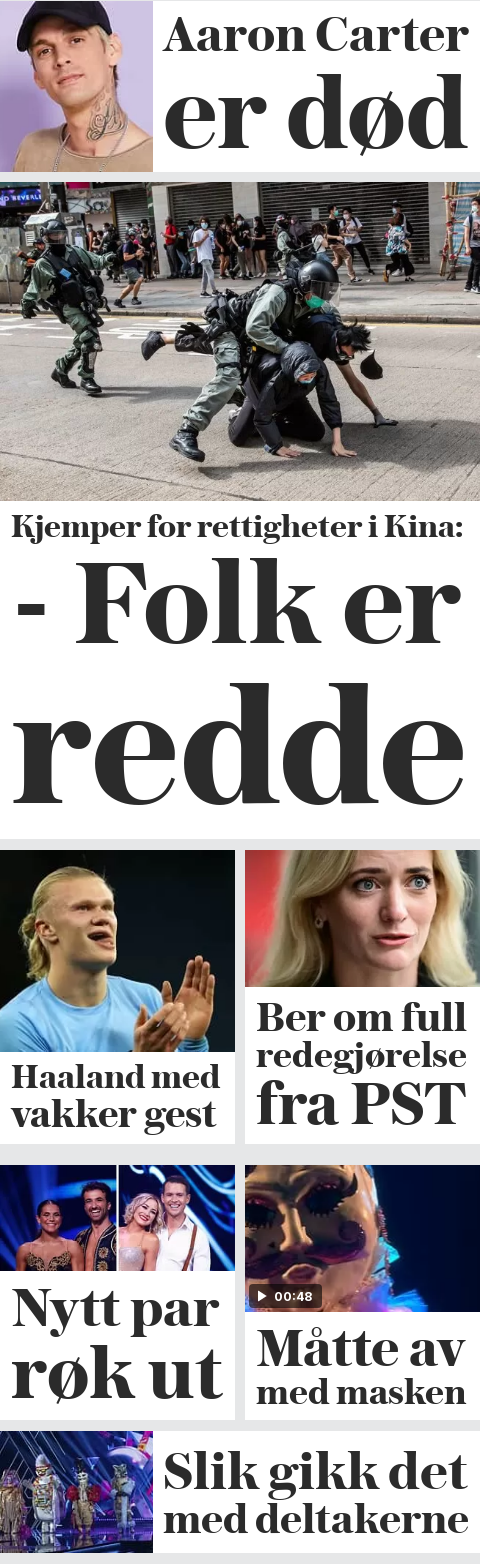 Aaron Carter
er død
BEVERLE
Kjemper for rettigheter i Kina:
- Folk er
redde
Haaland med
vakker gest
Ber om full
redegjørelse
fra PST
Nytt par
røk ut
00:48
Måtte av
med masken
Slik gikk det
med deltakerne